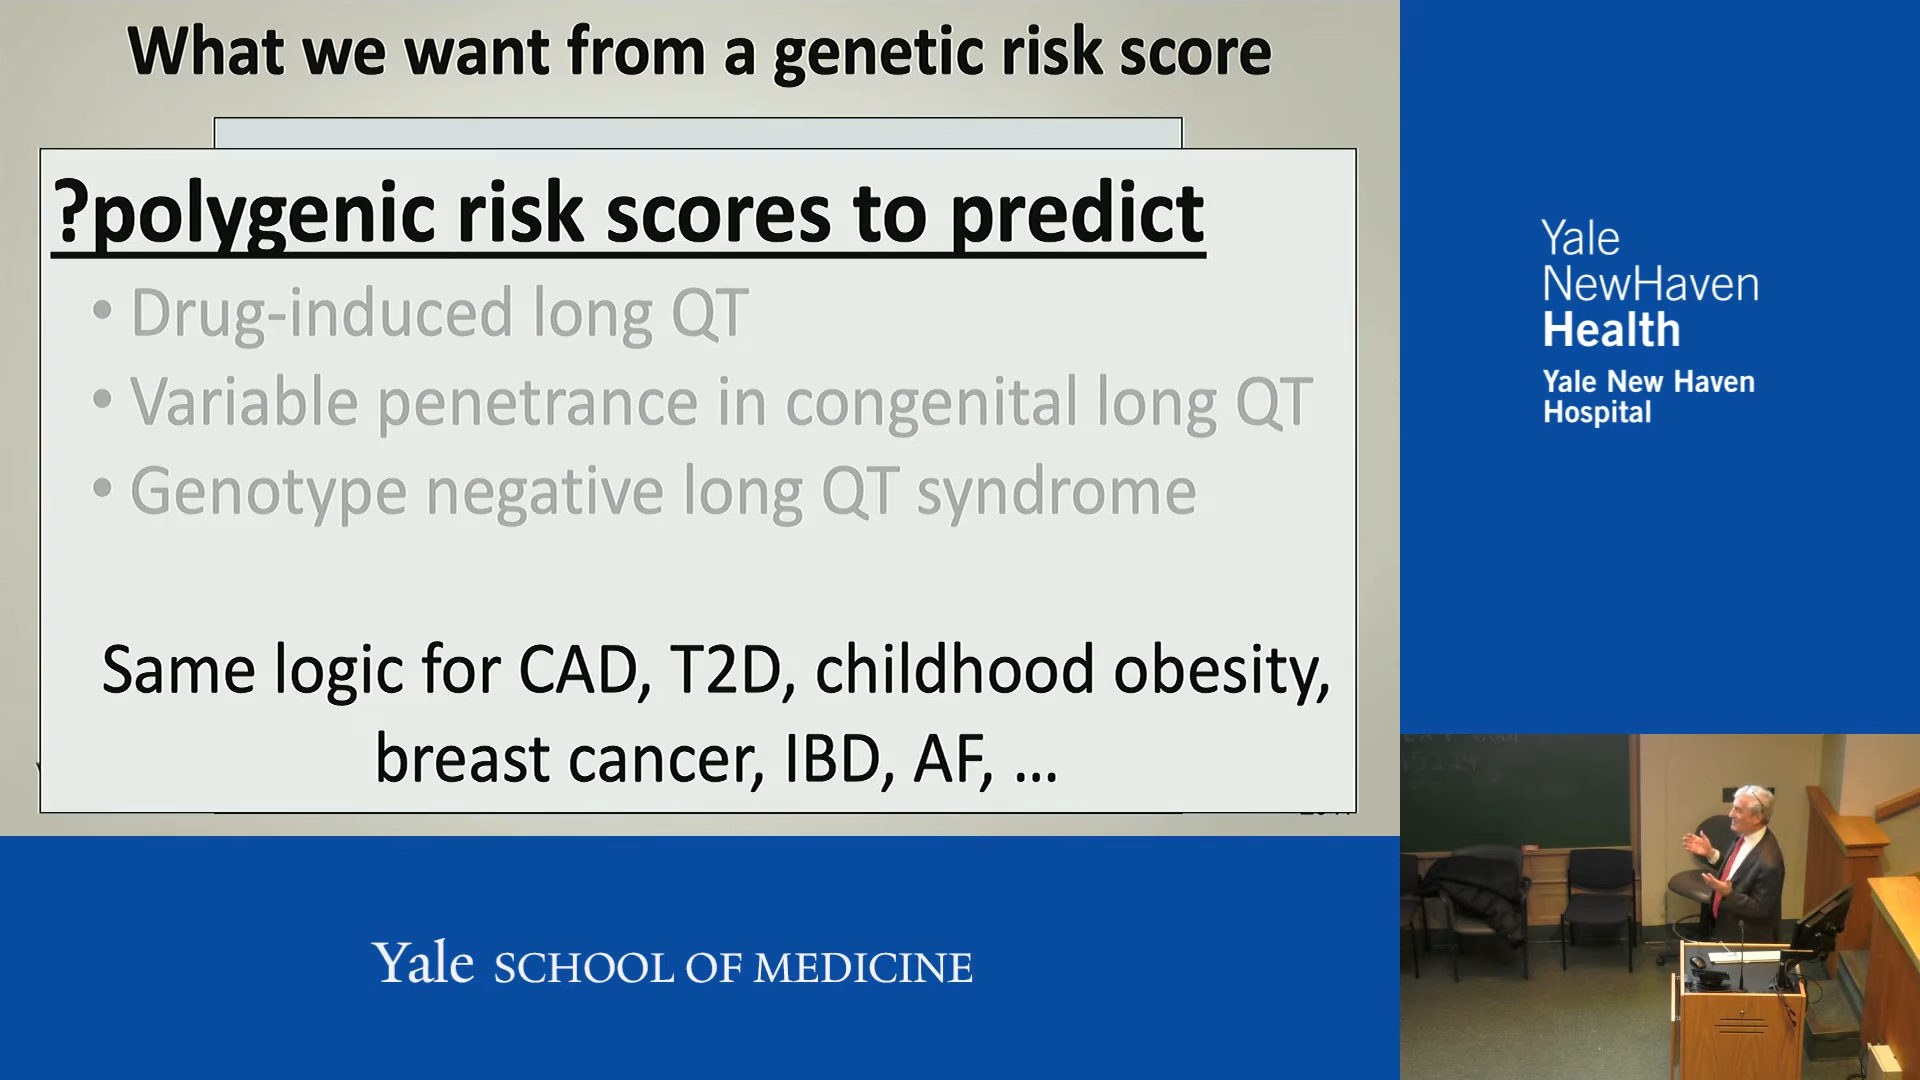 What we want from a genetic risk score
?polygenic risk scores to predict
• Drug-induced long QT
• Variable penetrance in congenital long QT
• Genotype negative long QT syndrome
Same logic for CAD, T2D, childhood obesity,
breast cancer, IBD, AF, ...
Yale
NewHaven
Health
Yale New Haven
Hospital
Yale SCHOOL OF MEDICINE